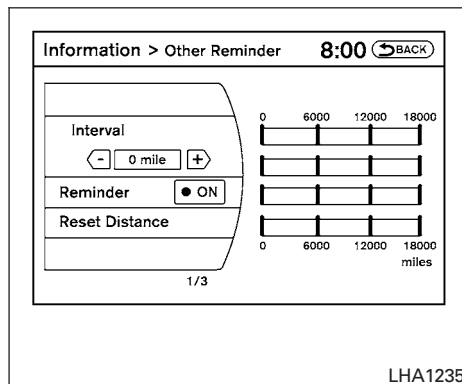 Information > Other Reminder 8:00 BACK
0 6000 12000 18000
Interval
- 0 mile +
Reminder ON
Reset Distance
0 6000 12000 18000
miles
1/3
LHA1235